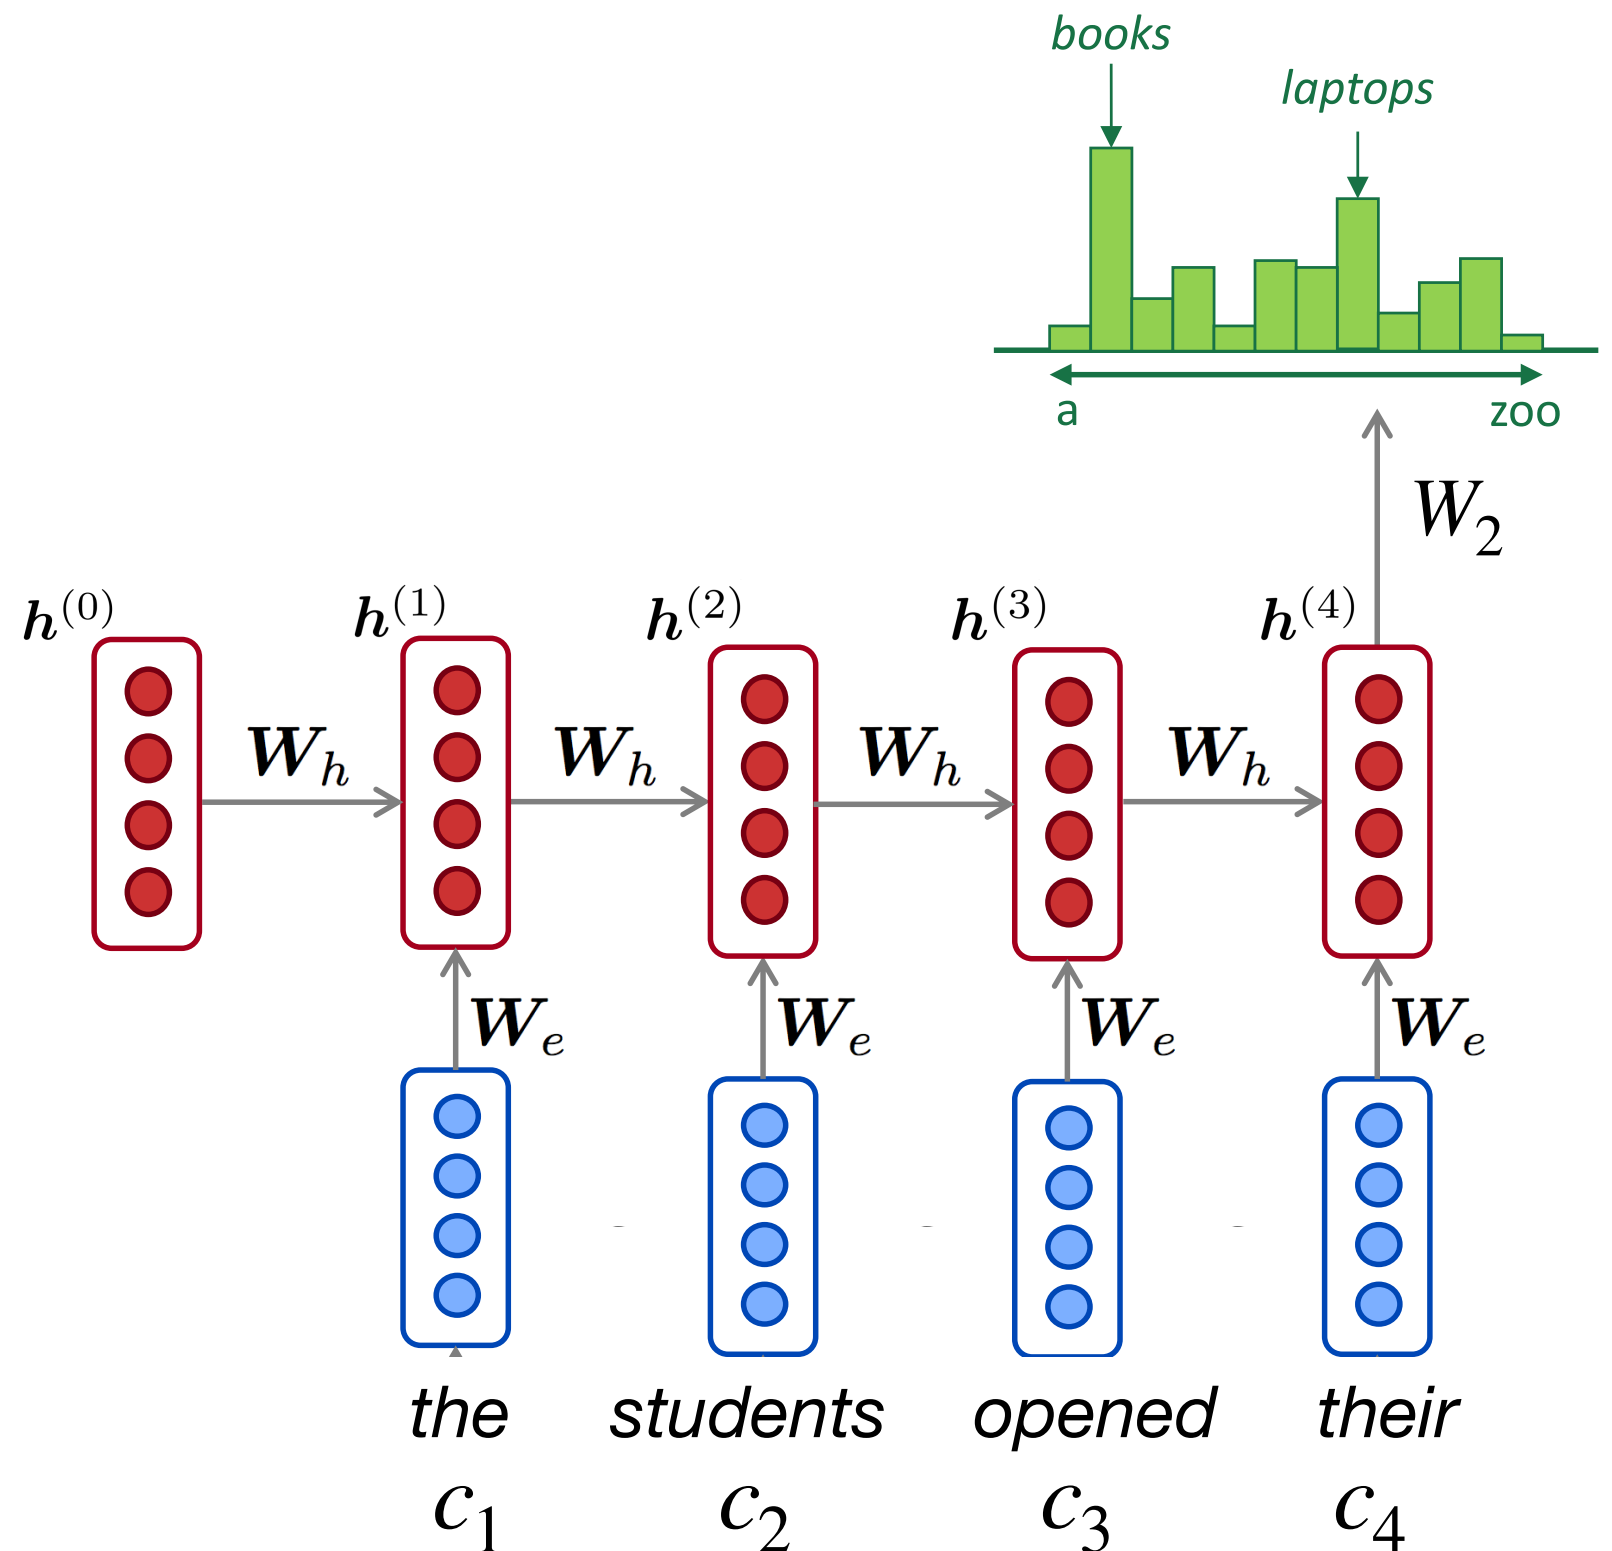 books
laptops
a zoo
W₂
h⁽⁰⁾ h⁽¹⁾ h⁽²⁾ h⁽³⁾ h⁽⁴⁾
Wₕ Wₕ Wₕ Wₕ
Wₑ Wₑ Wₑ Wₑ
the students opened their
c₁ c₂ c₃ c₄